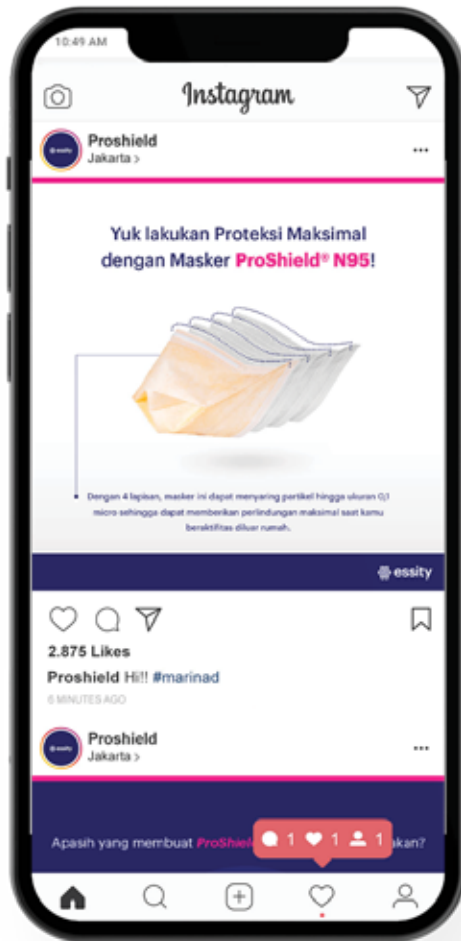 10:49 AM
Instagram
essity
Proshield
Jakarta >
...
Yuk lakukan Proteksi Maksimal
dengan Masker ProShield® N95!
Dengan 4 lapisan, masker ini dapat menyaring partikel hingga ukuran 0,1
micro sehingga dapat memberikan perlindungan maksimal saat kamu
beraktifitas diluar rumah.
essity
2.875 Likes
Proshield Hi!! #marinad
6 MINUTES AGO
essity
Proshield
Jakarta >
...
Apasih yang membuat
1 1 1
kan?